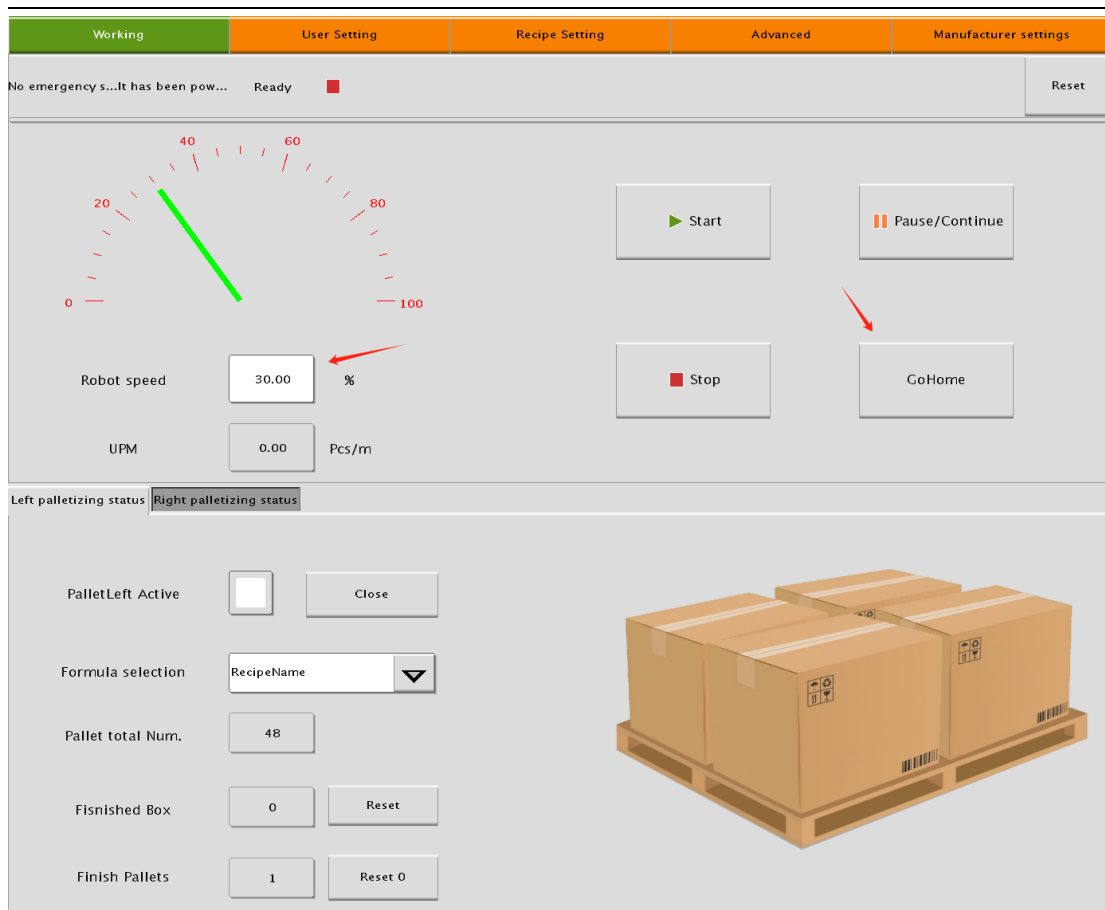 Working User Setting Recipe Setting Advanced Manufacturer settings
No emergency s...It has been pow... Ready Reset
40 60
20 80
0 100
Start Pause/Continue
Robot speed 30.00 % Stop GoHome
UPM 0.00 Pcs/m
Left palletizing status Right palletizing status
PalletLeft Active Close
Formula selection RecipeName
Pallet total Num. 48
Fisnished Box 0 Reset
Finish Pallets 1 Reset 0